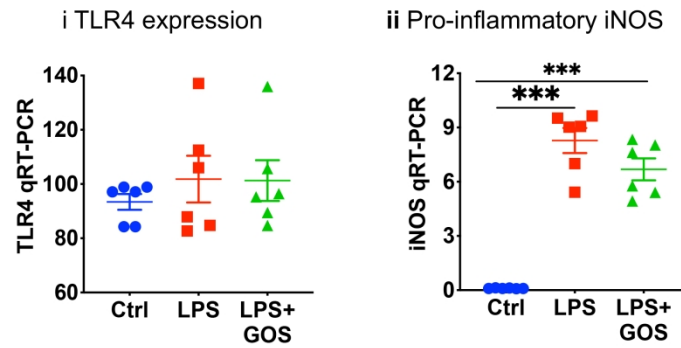 i TLR4 expression
TLR4 qRT-PCR
140
120
100
80
60
Ctrl
LPS
LPS+
GOS
ii Pro-inflammatory iNOS
iNOS qRT-PCR
12
9
6
3
0
***
***
Ctrl
LPS
LPS+
GOS